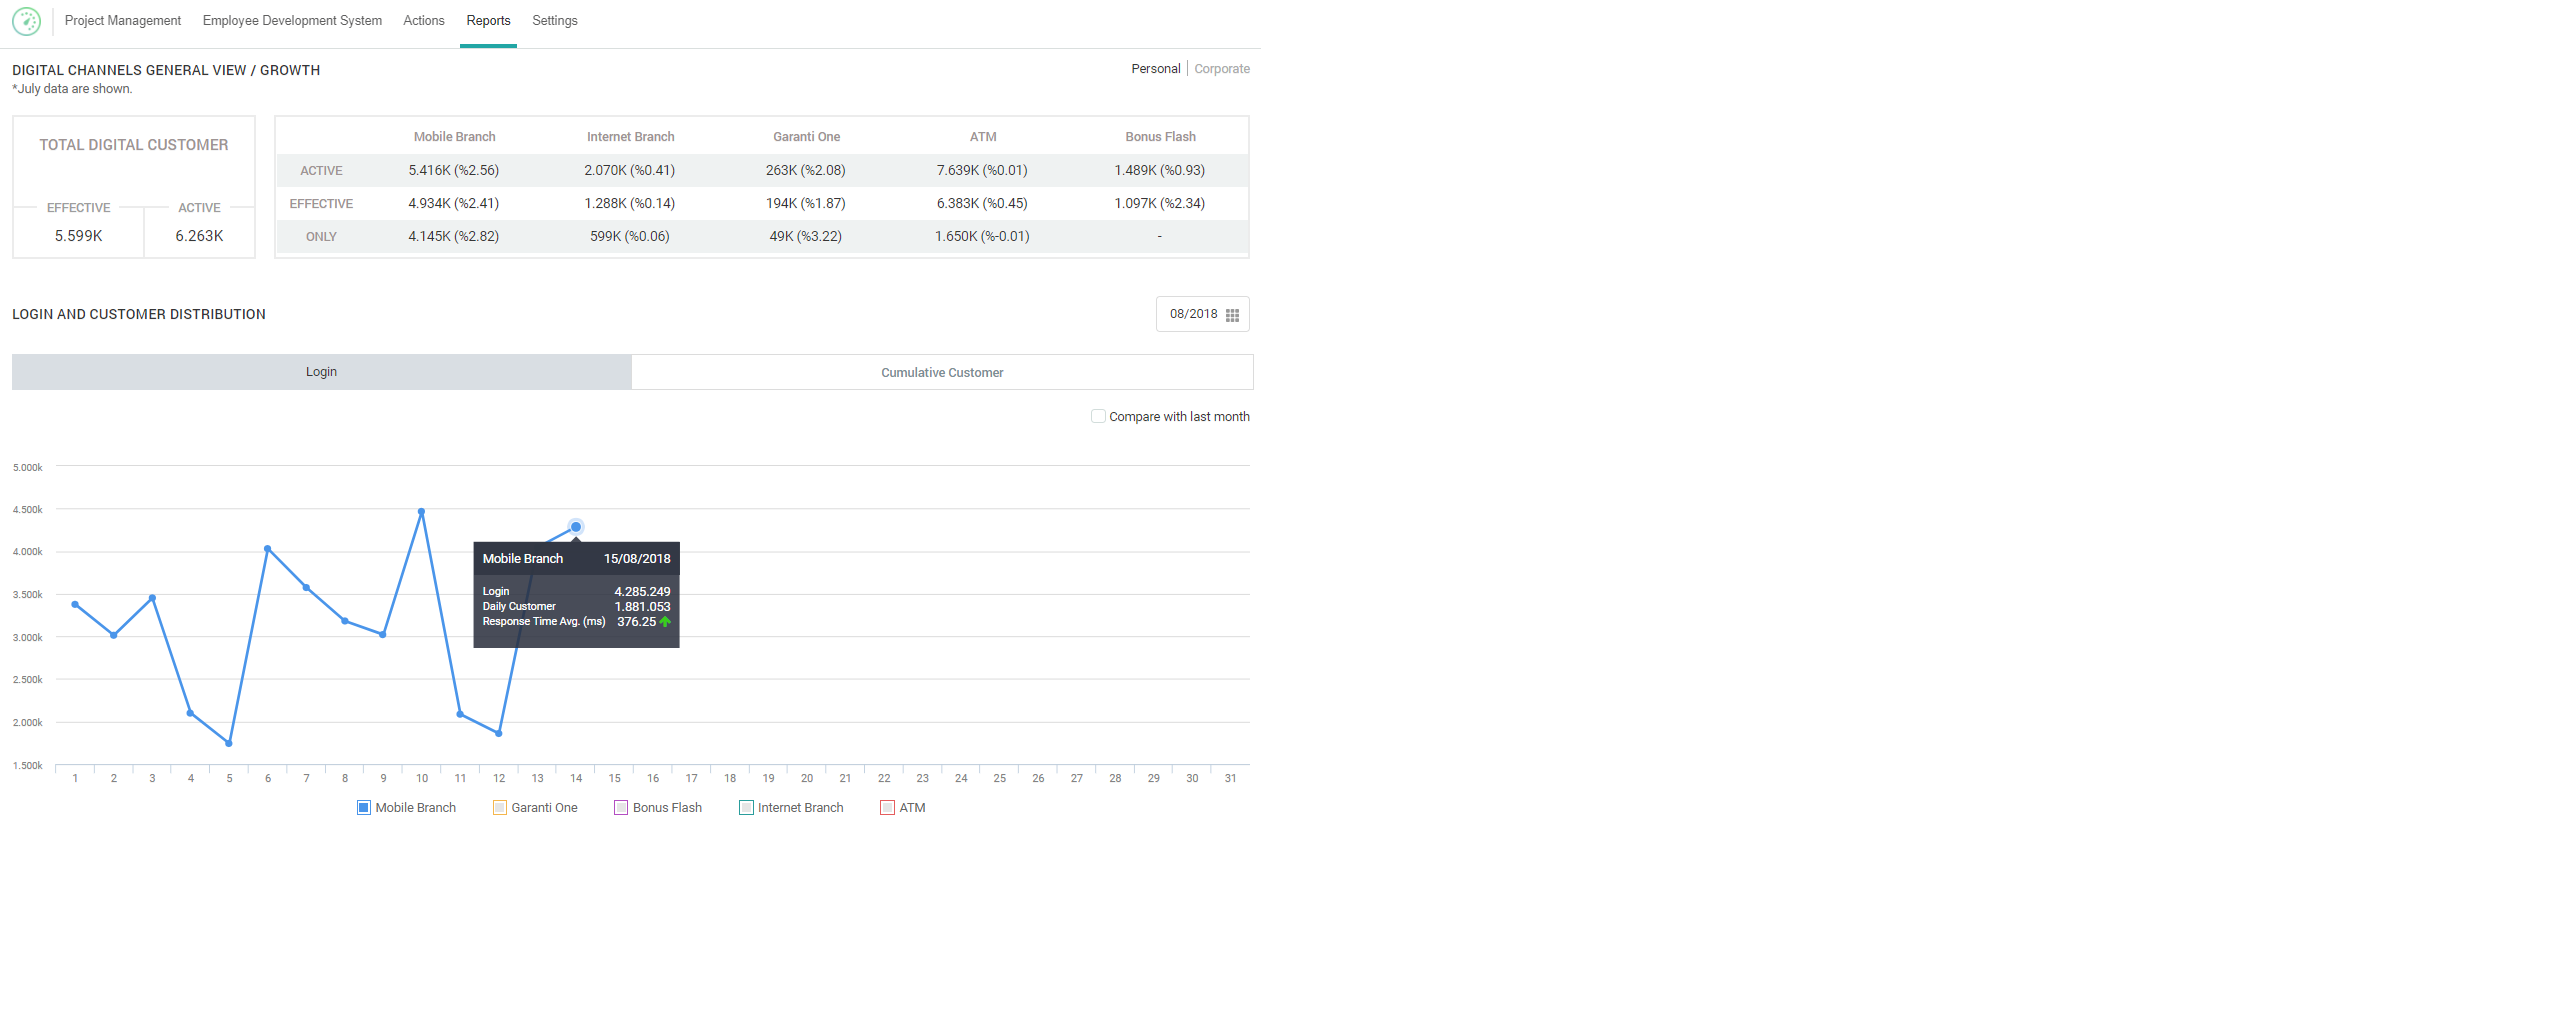 Project Management Employee Development System Actions Reports Settings
DIGITAL CHANNELS GENERAL VIEW / GROWTH
Personal Corporate
*July data are shown.
TOTAL DIGITAL CUSTOMER
EFFECTIVE ACTIVE
5.599K 6.263K
Mobile Branch Internet Branch Garanti One ATM Bonus Flash
ACTIVE 5.416K (%2.56) 2.070K (%0.41) 263K (%2.08) 7.639K (%0.01) 1.489K (%0.93)
EFFECTIVE 4.934K (%2.41) 1.288K (%0.14) 194K (%1.87) 6.383K (%0.45) 1.097K (%2.34)
ONLY 4.145K (%2.82) 599K (%0.06) 49K (%3.22) 1.650K (%-0.01) -
LOGIN AND CUSTOMER DISTRIBUTION
08/2018
Login Cumulative Customer
Compare with last month
5.000k
4.500k
4.000k
3.500k
3.000k
2.500k
2.000k
1.500k
Mobile Branch 15/08/2018
Login 4.285.249
Daily Customer 1.881.053
Response Time Avg. (ms) 376.25
1 2 3 4 5 6 7 8 9 10 11 12 13 14 15 16 17 18 19 20 21 22 23 24 25 26 27 28 29 30 31
Mobile Branch Garanti One Bonus Flash Internet Branch ATM